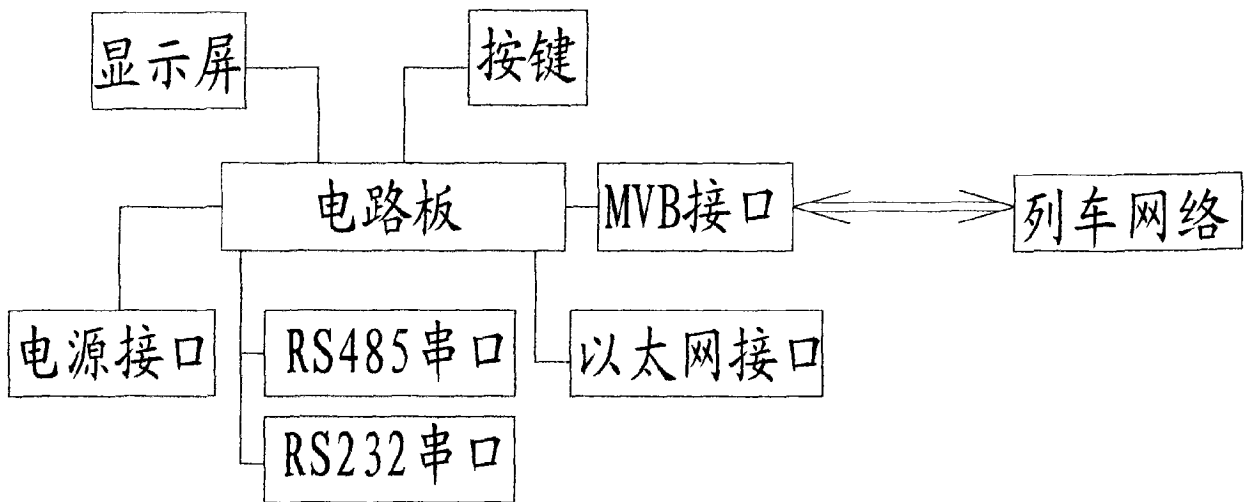 显示屏
按键
电路板
MVB接口
列车网络
电源接口
RS485串口
以太网接口
RS232串口